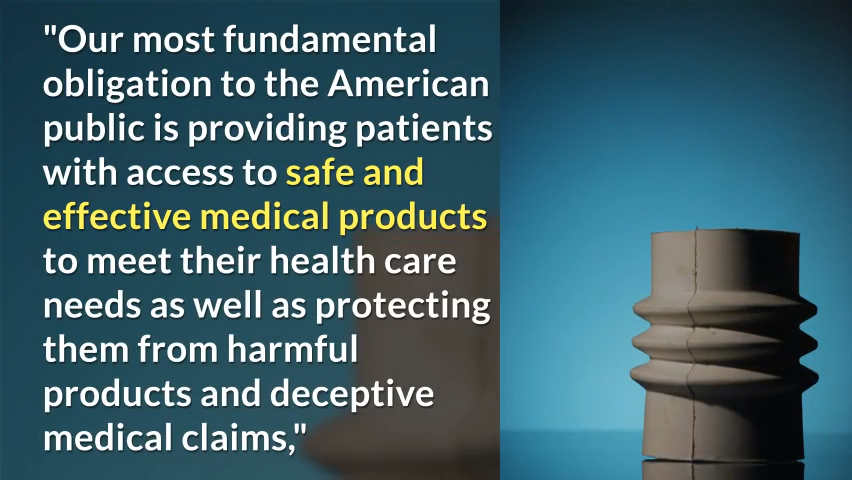 "Our most fundamental
obligation to the American
public is providing patients
with access to safe and
effective medical products
to meet their health care
needs as well as protecting
them from harmful
products and deceptive
medical claims,"